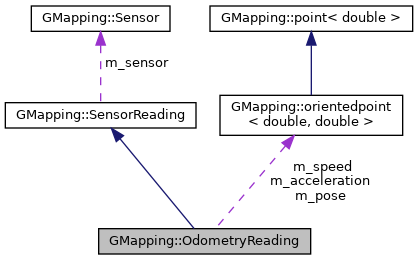 GMapping::Sensor
GMapping::point< double >
m_sensor
GMapping::SensorReading
GMapping::orientedpoint
< double, double >
m_speed
m_acceleration
m_pose
GMapping::OdometryReading